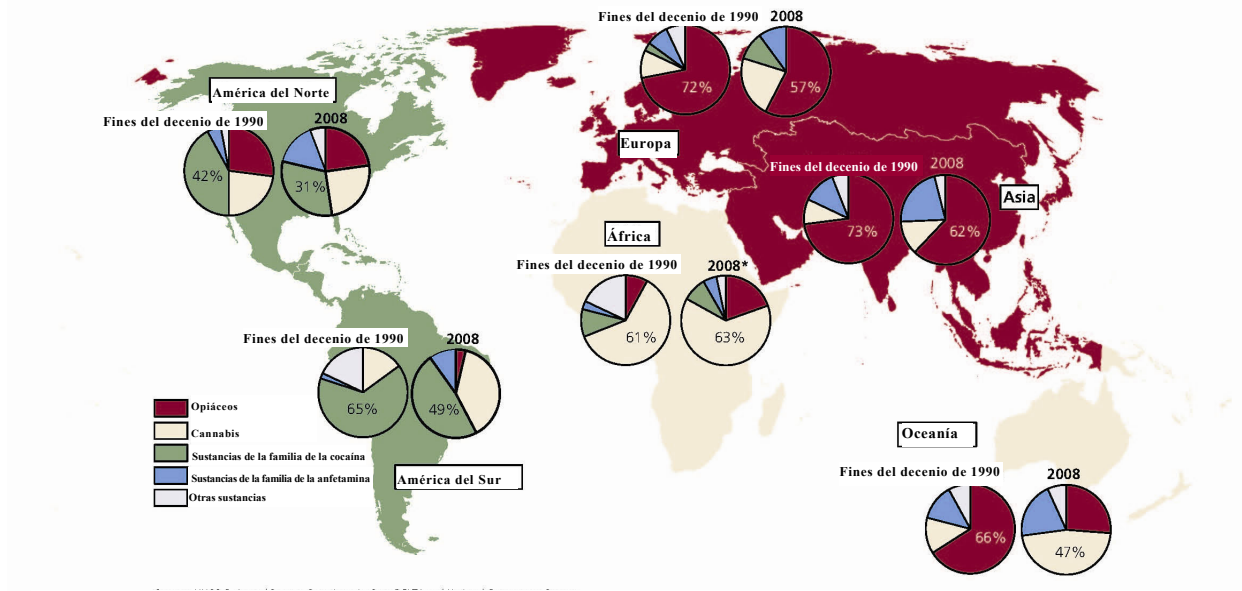 Fines del decenio de 1990
2008
América del Norte
Fines del decenio de 1990
2008
72%
57%
42%
31%
Europa
Fines del decenio de 1990
2008
Asia
73%
62%
África
Fines del decenio de 1990
2008*
61%
63%
Fines del decenio de 1990
2008
65%
49%
Opiáceos
Cannabis
Sustancias de la familia de la cocaína
Sustancias de la familia de la anfetamina
Otras sustancias
América del Sur
Oceanía
Fines del decenio de 1990
2008
66%
47%